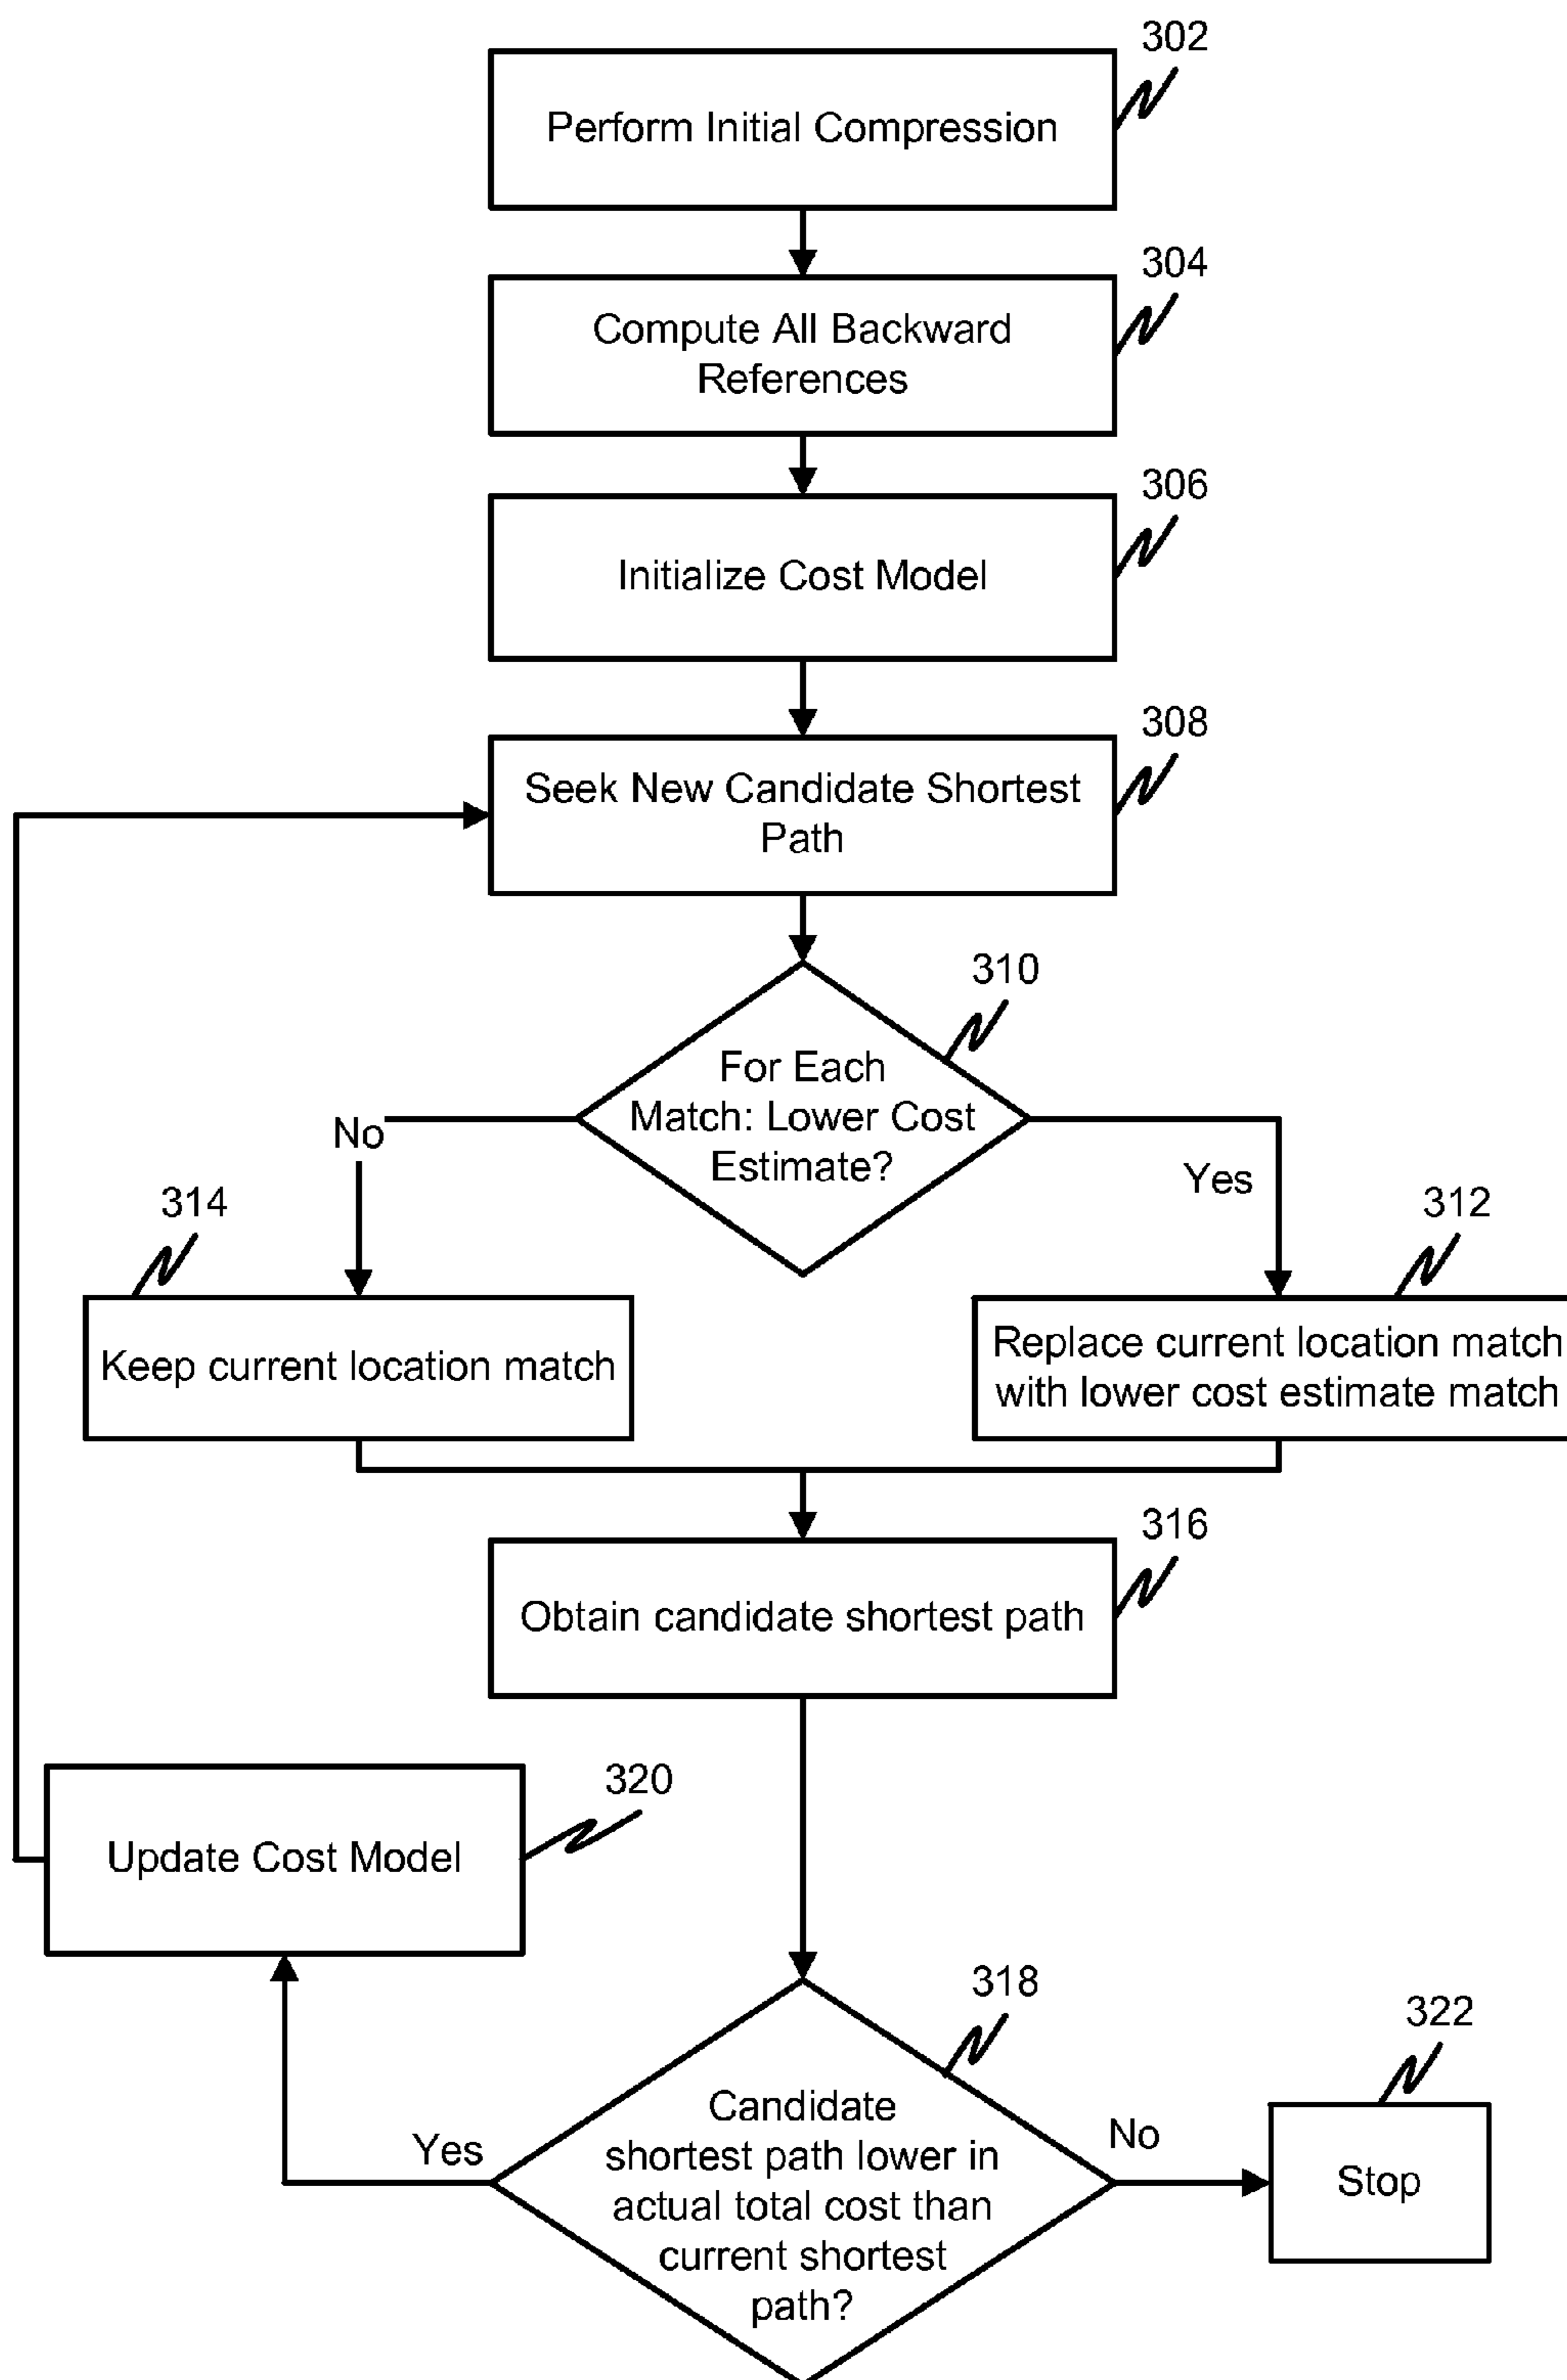 302
Perform Initial Compression
304
Compute All Backward
References
306
Initialize Cost Model
308
Seek New Candidate Shortest
Path
310
For Each
Match: Lower Cost
Estimate?
No
Yes
314
312
Keep current location match
Replace current location match
with lower cost estimate match
316
Obtain candidate shortest path
320
Update Cost Model
318
322
Candidate
shortest path lower in
actual total cost than
current shortest
path?
Yes
No
Stop